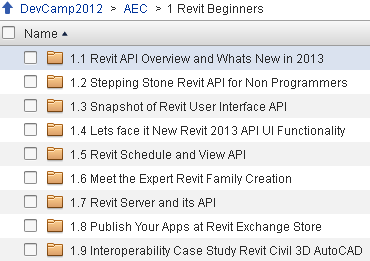 DevCamp2012 > AEC > 1 Revit Beginners
Name
1.1 Revit API Overview and Whats New in 2013
1.2 Stepping Stone Revit API for Non Programmers
1.3 Snapshot of Revit User Interface API
1.4 Lets face it New Revit 2013 API UI Functionality
1.5 Revit Schedule and View API
1.6 Meet the Expert Revit Family Creation
1.7 Revit Server and its API
1.8 Publish Your Apps at Revit Exchange Store
1.9 Interoperability Case Study Revit Civil 3D AutoCAD